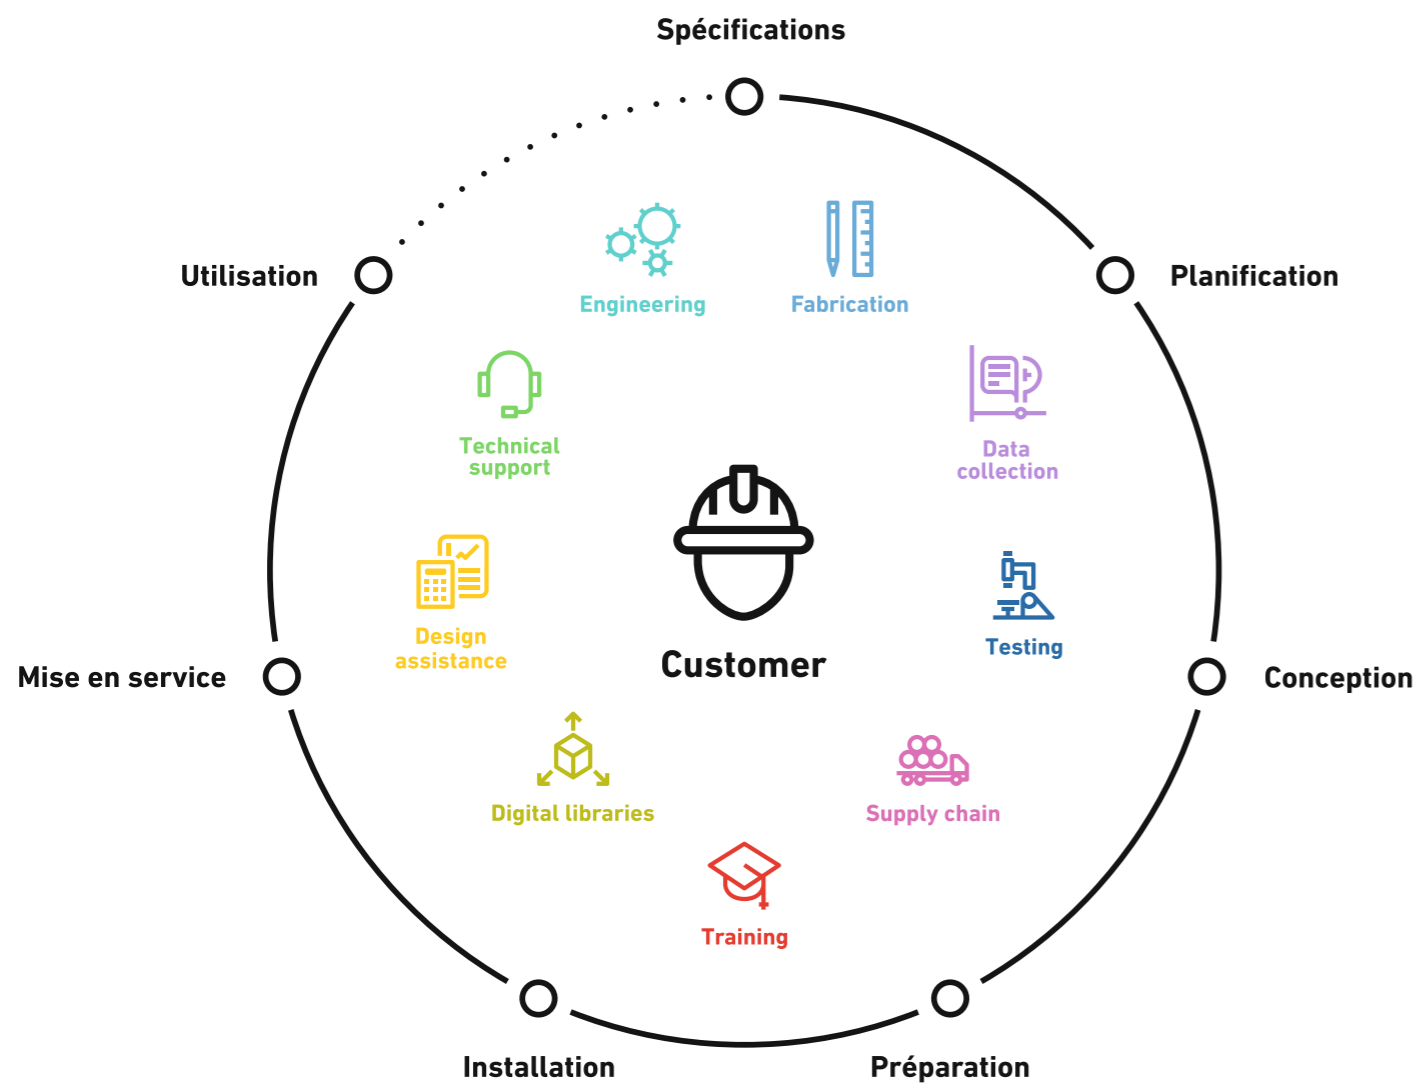 Spécifications
Utilisation
Planification
Engineering
Fabrication
Technical
support
Data
collection
Design
assistance
Testing
Customer
Mise en service
Conception
Digital libraries
Supply chain
Training
Installation
Préparation